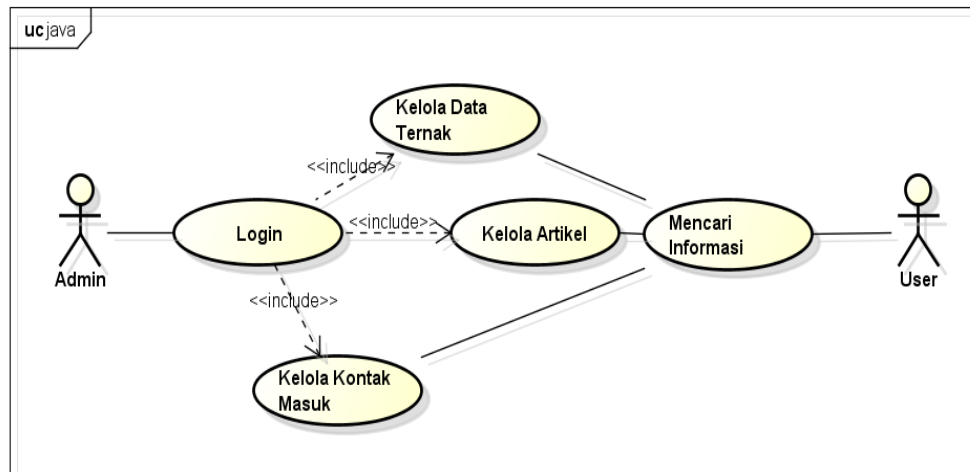 uc java
Kelola Data
Ternak
<<include>>
Login
<<include>>
Kelola Artikel
Mencari
Informasi
Admin
User
<<include>>
Kelola Kontak
Masuk